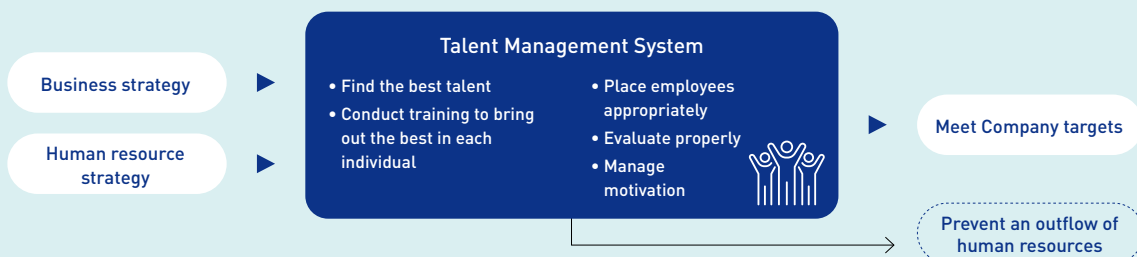 Talent Management System
Business strategy
Human resource
strategy
• Find the best talent
• Conduct training to bring
out the best in each
individual
• Place employees
appropriately
• Evaluate properly
• Manage
motivation
Meet Company targets
Prevent an outflow of
human resources